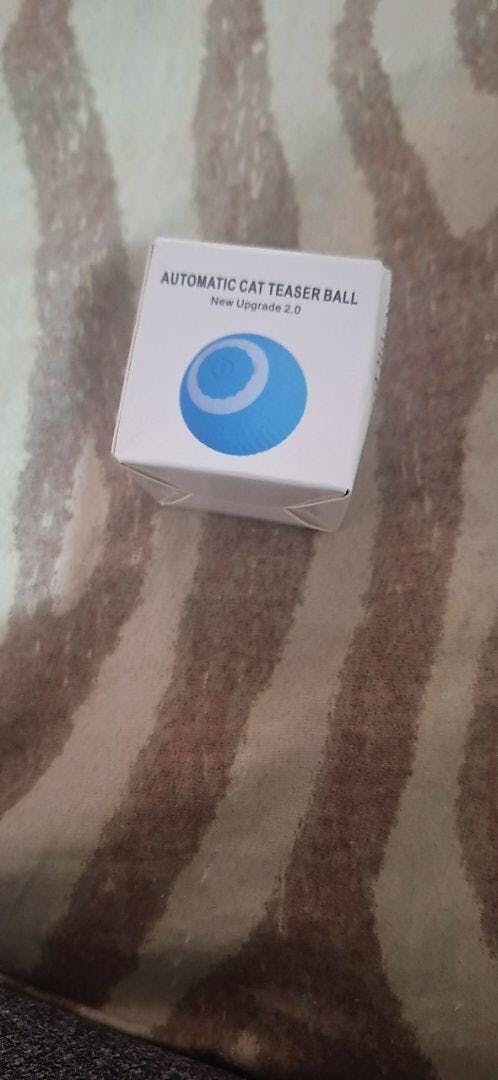 AUTOMATIC CAT TEASER BALL
New Upgrade 2.0